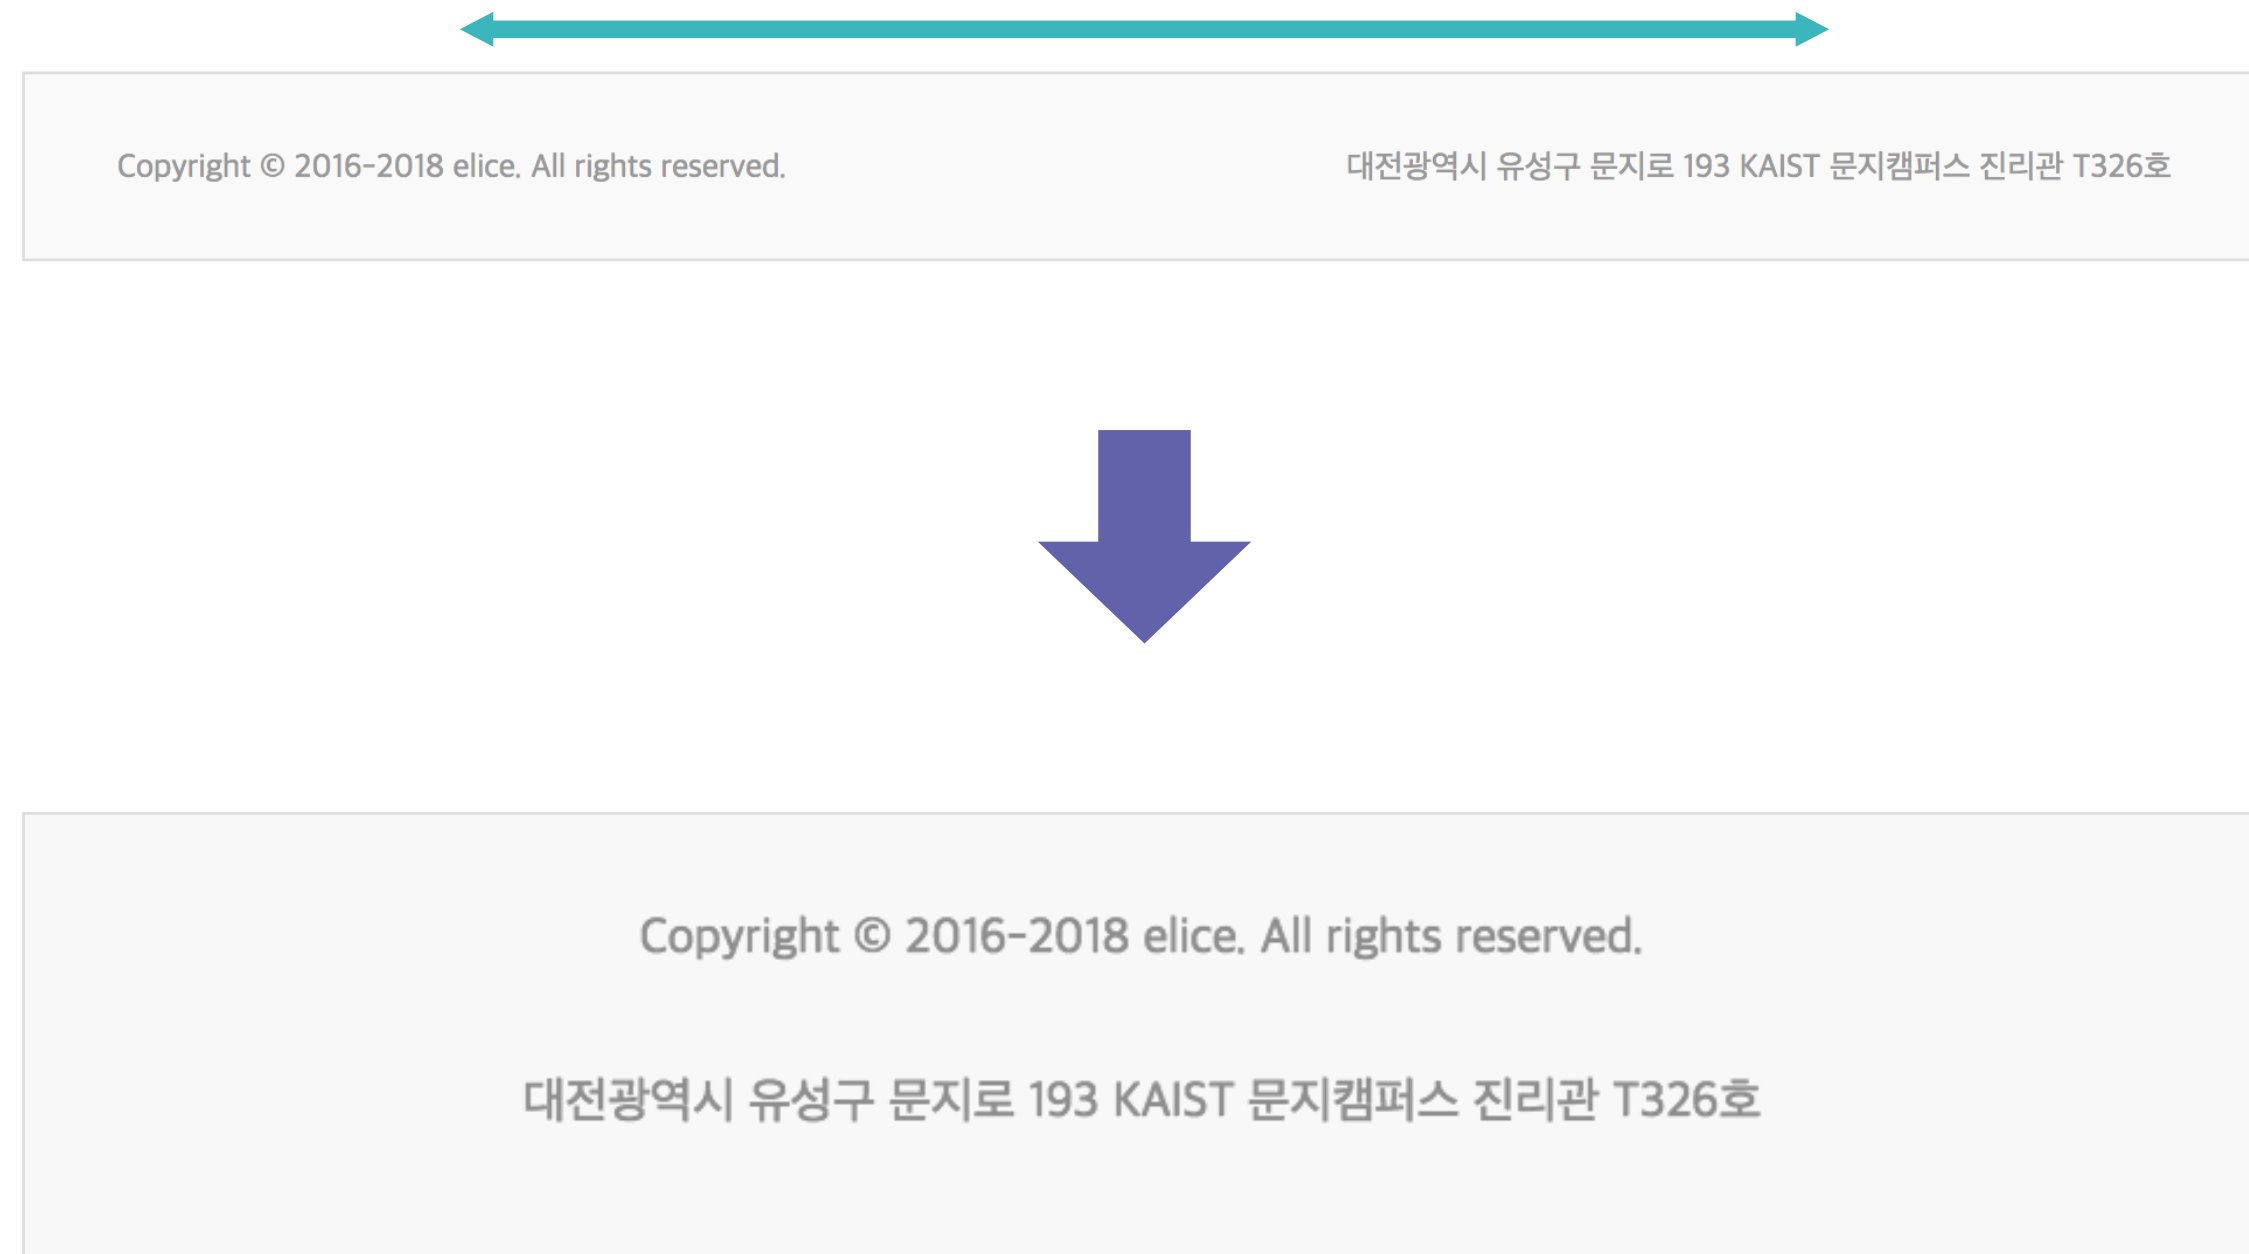 Copyright © 2016-2018 elice. All rights reserved.
대전광역시 유성구 문지로 193 KAIST 문지캠퍼스 진리관 T326호
Copyright © 2016-2018 elice. All rights reserved.
대전광역시 유성구 문지로 193 KAIST 문지캠퍼스 진리관 T326호